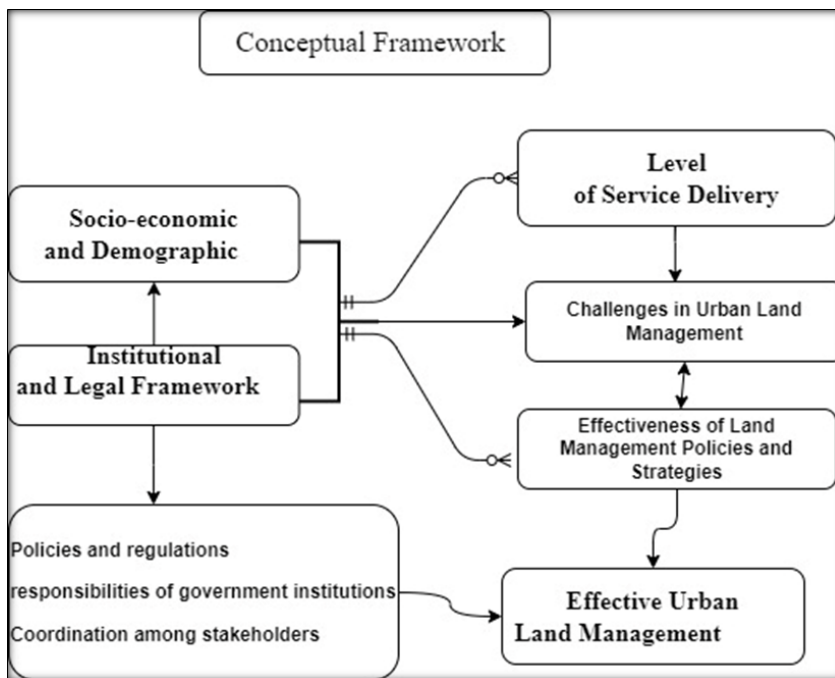 Conceptual Framework
Level
of Service Delivery
Socio-economic
and Demographic
Challenges in Urban Land
Management
Institutional
and Legal Framework
Effectiveness of Land
Management Policies and
Strategies
Policies and regulations
responsibilities of government institutions
Coordination among stakeholders
Effective Urban
Land Management